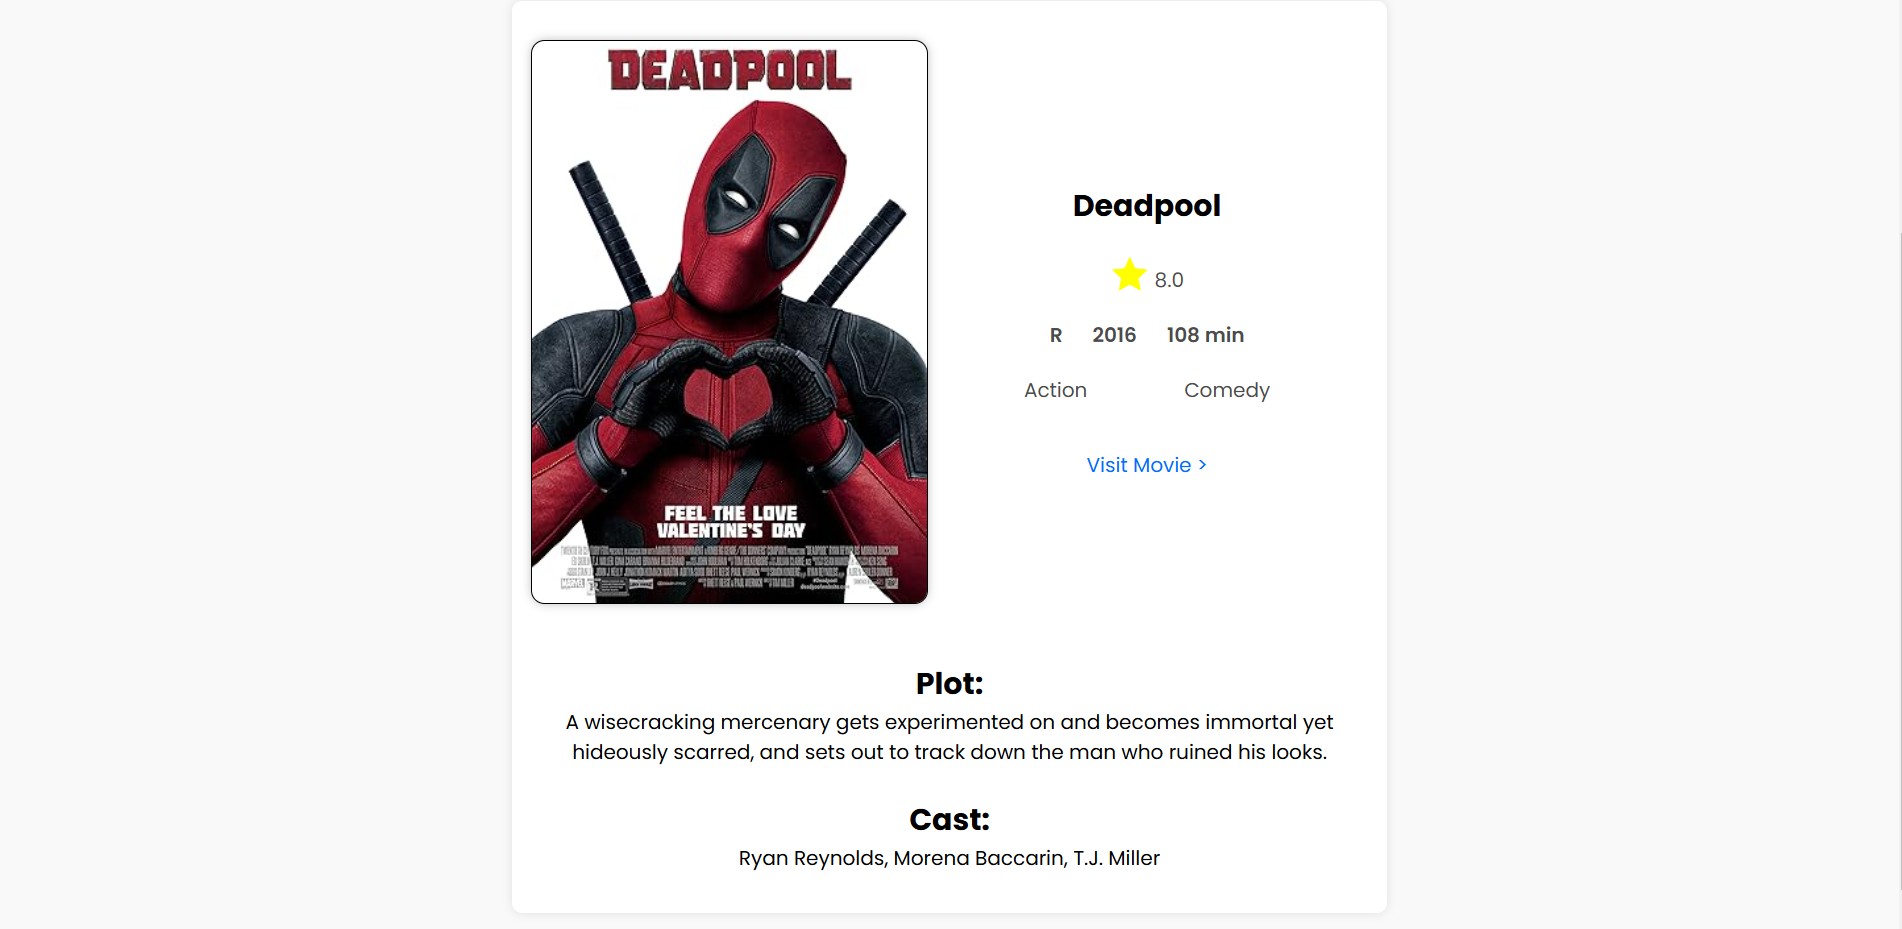 DEADPOOL
FEEL THE LOVE
VALENTINE'S DAY
MARVEL
Deadpool
8.0
R 2016 108 min
Action Comedy
Visit Movie >
Plot:
A wisecracking mercenary gets experimented on and becomes immortal yet
hideously scarred, and sets out to track down the man who ruined his looks.
Cast:
Ryan Reynolds, Morena Baccarin, T.J. Miller